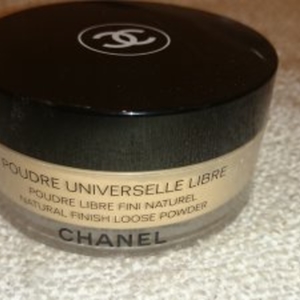 POUDRE UNIVERSELLE LIBRE
POUDRE LIBRE FINI NATUREL
NATURAL FINISH LOOSE POWDER
CHANEL